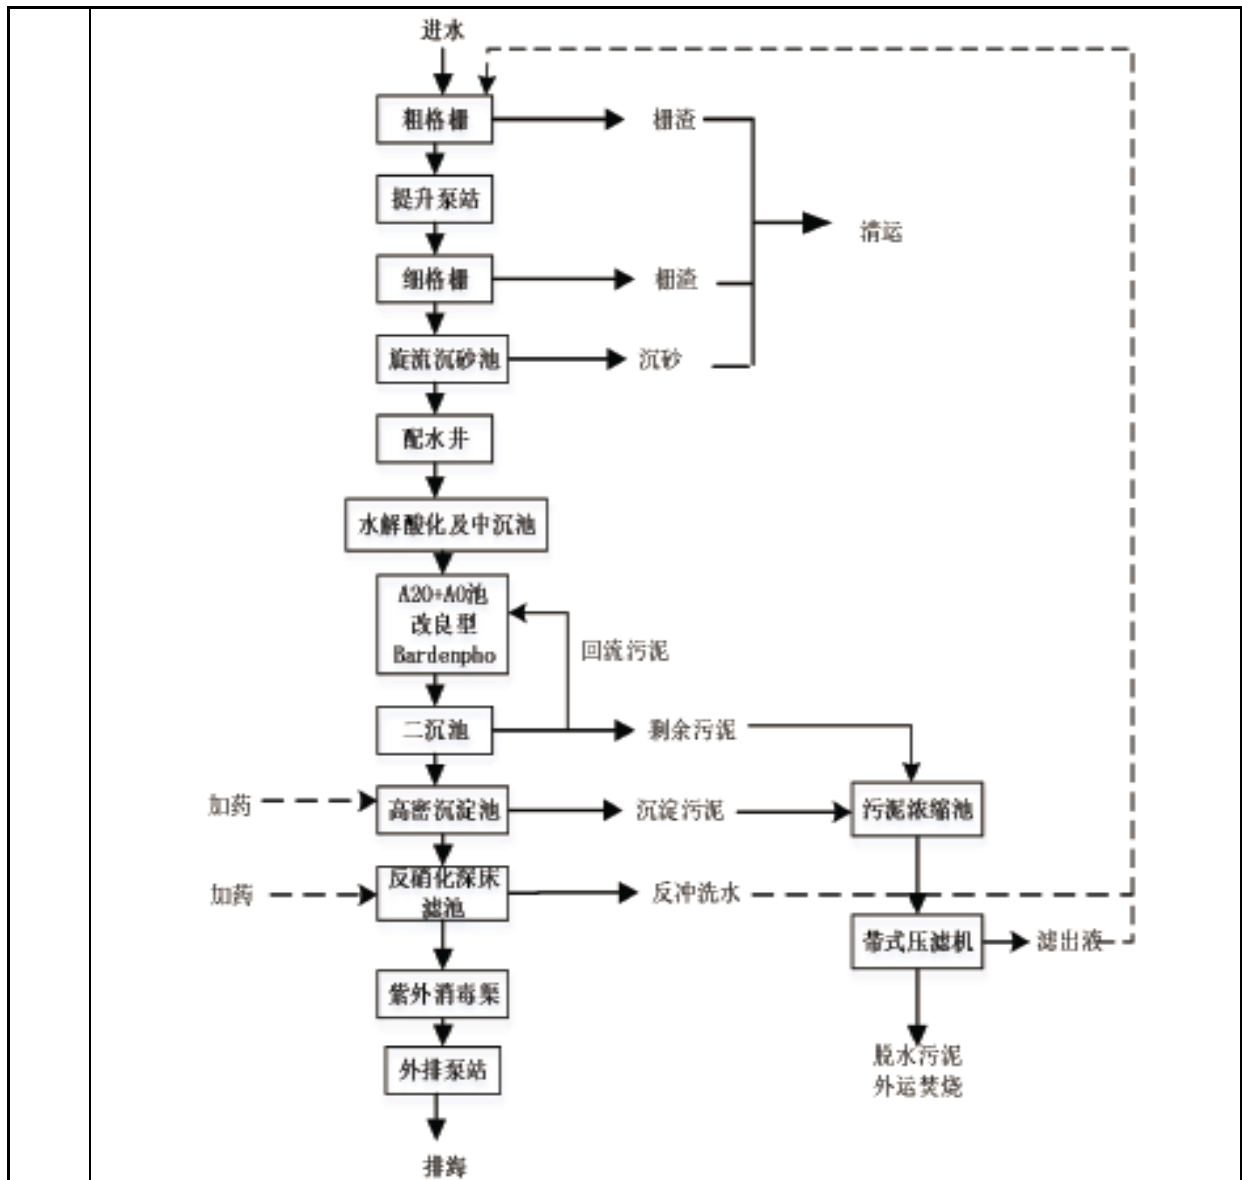 进水
粗格栅
栅渣
提升泵站
清运
细格栅
栅渣
旋流沉砂池
沉砂
配水井
水解酸化及中沉池
A2O+AO池
改良型
Bardenpho
回流污泥
二沉池
剩余污泥
加药
高密沉淀池
沉淀污泥
污泥浓缩池
加药
反硝化深床
滤池
反冲洗水
带式压滤机
滤出液
紫外消毒渠
外排泵站
脱水污泥
外运焚烧
排海